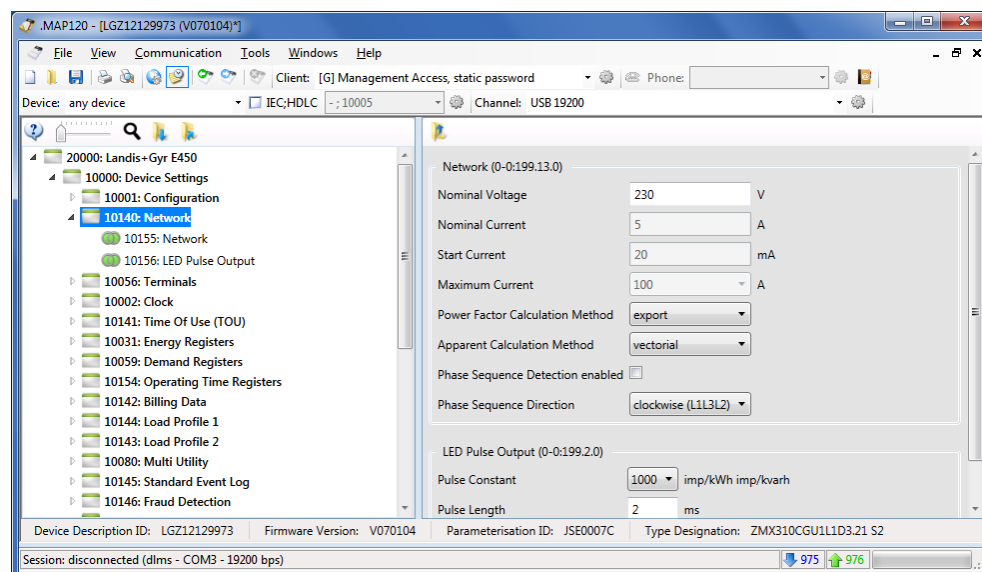 .MAP120 - [LGZ12129973 (V070104)*]
File View Communication Tools Windows Help
Client: [G] Management Access, static password Phone:
Device: any device IEC;HDLC - ; 10005 Channel: USB 19200
20000: Landis+Gyr E450
10000: Device Settings
10001: Configuration
10140: Network
10155: Network
10156: LED Pulse Output
10056: Terminals
10002: Clock
10141: Time Of Use (TOU)
10031: Energy Registers
10059: Demand Registers
10154: Operating Time Registers
10142: Billing Data
10144: Load Profile 1
10143: Load Profile 2
10080: Multi Utility
10145: Standard Event Log
10146: Fraud Detection
Network (0-0:199.13.0)
Nominal Voltage 230 V
Nominal Current 5 A
Start Current 20 mA
Maximum Current 100 A
Power Factor Calculation Method export
Apparent Calculation Method vectorial
Phase Sequence Detection enabled
Phase Sequence Direction clockwise (L1L3L2)
LED Pulse Output (0-0:199.2.0)
Pulse Constant 1000 imp/kWh imp/kvarh
Pulse Length 2 ms
Device Description ID: LGZ12129973 Firmware Version: V070104 Parameterisation ID: JSE0007C Type Designation: ZMX310CGU1L1D3.21 S2
Session: disconnected (dlms - COM3 - 19200 bps) 975 976